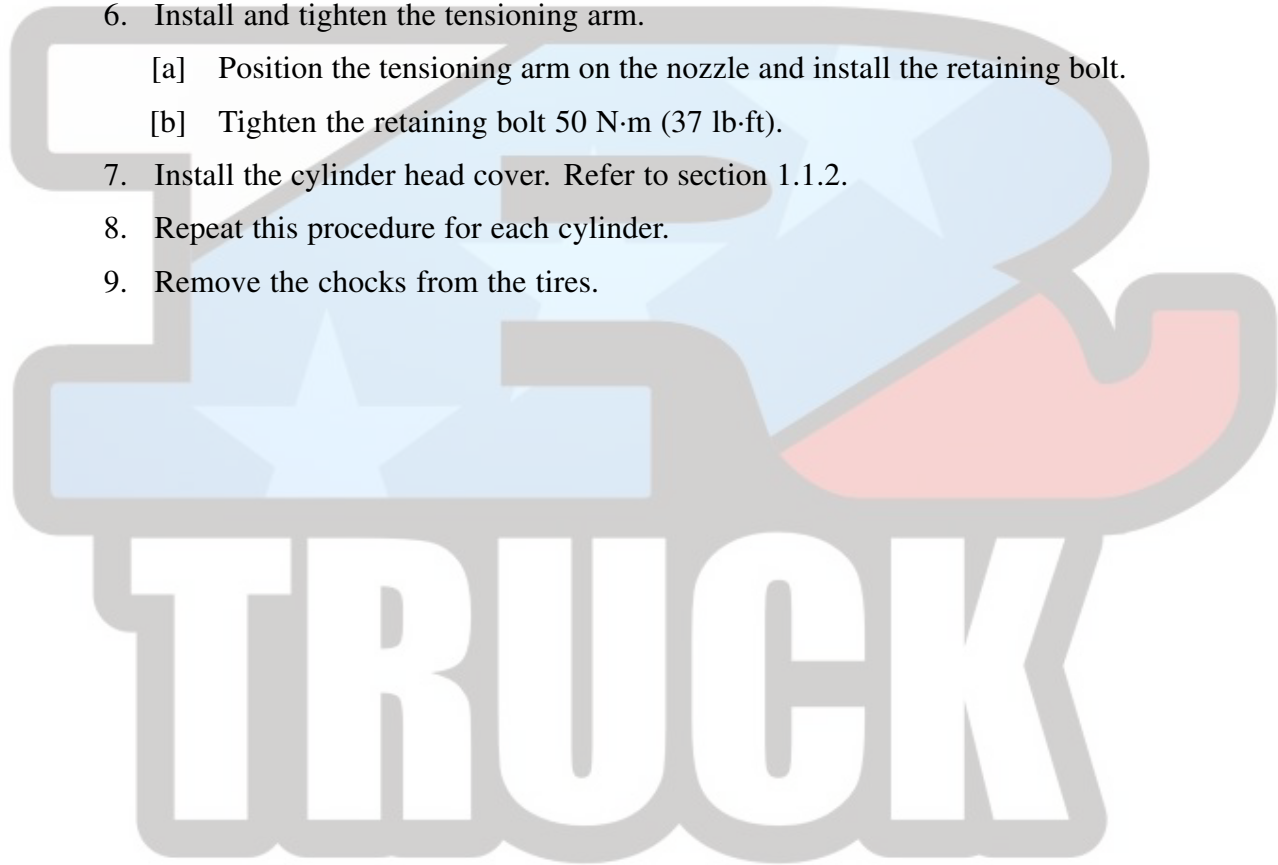 6. Install and tighten the tensioning arm.
[a] Position the tensioning arm on the nozzle and install the retaining bolt.
[b] Tighten the retaining bolt 50 N·m (37 lb·ft).
7. Install the cylinder head cover. Refer to section 1.1.2.
8. Repeat this procedure for each cylinder.
9. Remove the chocks from the tires.
TRUCK